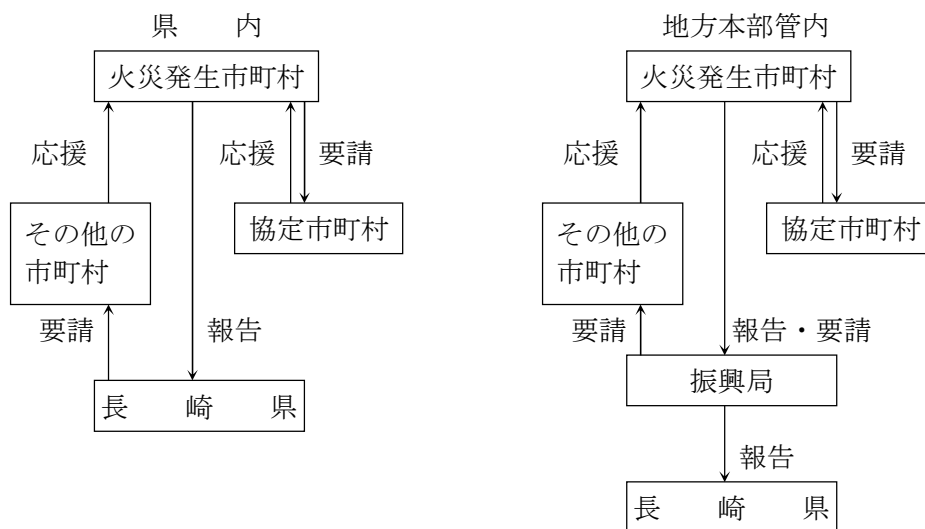 県　　内
火災発生市町村
応援
応援
要請
その他の
市町村
協定市町村
要請
報告
長　　崎　　県
地方本部管内
火災発生市町村
応援
応援
要請
その他の
市町村
協定市町村
要請
報告・要請
振興局
報告
長　　崎　　県